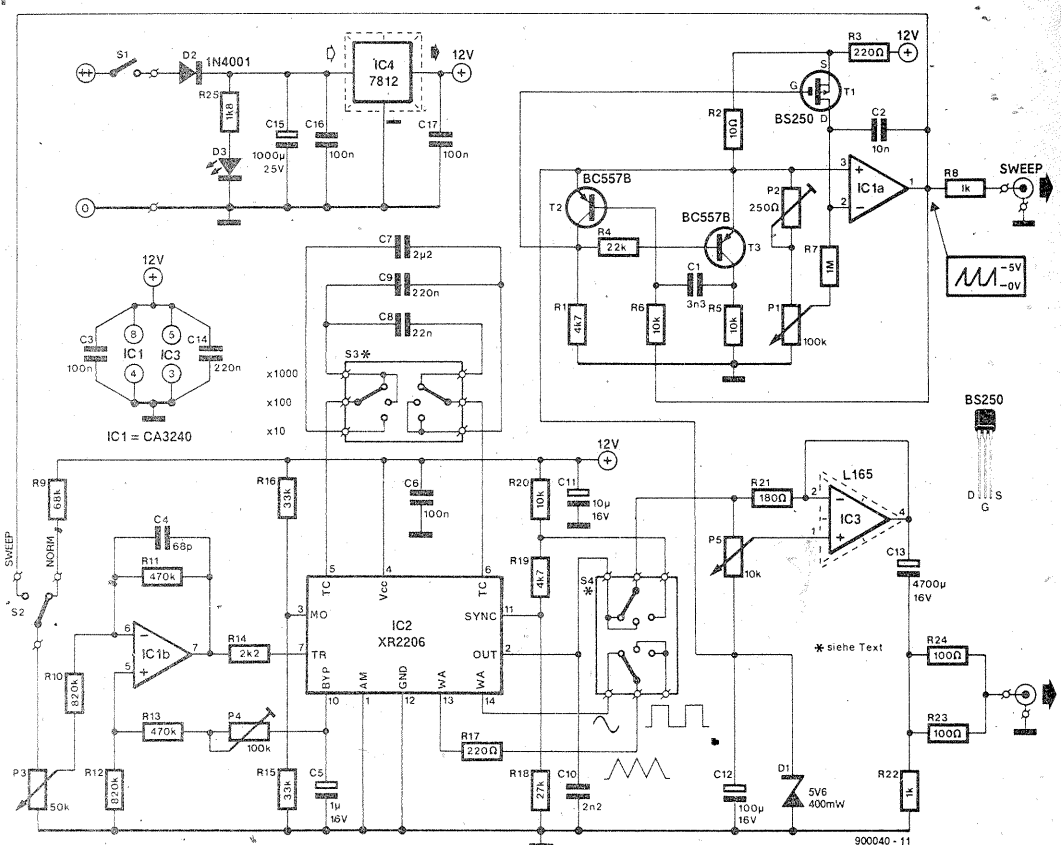 S1
D2
1N4001
IC4
7812
12V
R25
1k8
C15
1000µ
25V
C16
100n
C17
100n
D3
0
R3
220Ω
12V
S
G
T1
BS250
D
R2
10Ω
C2
10n
3
IC1a
1
2
R8
1k
SWEEP
BC557B
T2
BC557B
P2
250Ω
R4
22k
T3
R7
1M
C1
3n3
R1
4k7
R6
10k
R5
10k
P1
100k
-5V
-0V
C7
2µ2
C9
220n
C8
22n
12V
C3
100n
8
5
IC1
IC3
4
3
C14
220n
IC1 = CA3240
S3*
x1000
x100
x10
BS250
D
G
S
R9
68k
SWEEP
NORM
S2
C4
68p
R11
470k
R10
820k
6
IC1b
7
5
R14
2k2
R13
470k
P4
100k
P3
50k
R12
820k
R16
33k
R15
33k
C6
100n
12V
R20
10k
C11
10µ
16V
R19
4k7
5
4
6
TC
Vcc
TC
3
MO
IC2
XR2206
SYNC
11
7
TR
OUT
2
BYP
AM
GND
WA
WA
10
1
12
13
14
S4
*
R17
220Ω
C5
1µ
16V
R18
27k
C10
2n2
R21
180Ω
L165
2
IC3
4
1
P5
10k
C13
4700µ
16V
* siehe Text
R24
100Ω
R23
100Ω
C12
100µ
16V
D1
5V6
400mW
R22
1k
900040 - 11